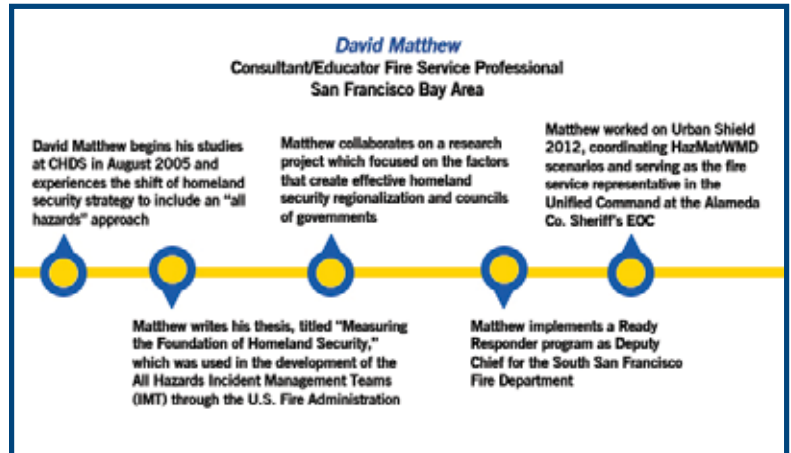 David Matthew
Consultant/Educator Fire Service Professional
San Francisco Bay Area
David Matthew begins his studies
at CHDS in August 2005 and
experiences the shift of homeland
security strategy to include an “all
hazards” approach
Matthew writes his thesis, titled “Measuring
the Foundation of Homeland Security,”
which was used in the development of the
All Hazards Incident Management Teams
(IMT) through the U.S. Fire Administration
Matthew collaborates on a research
project which focused on the factors
that create effective homeland
security regionalization and councils
of governments
Matthew implements a Ready
Responder program as Deputy
Chief for the South San Francisco
Fire Department
Matthew worked on Urban Shield
2012, coordinating HazMat/WMD
scenarios and serving as the fire
service representative in the
Unified Command at the Alameda
Co. Sheriff’s EOC